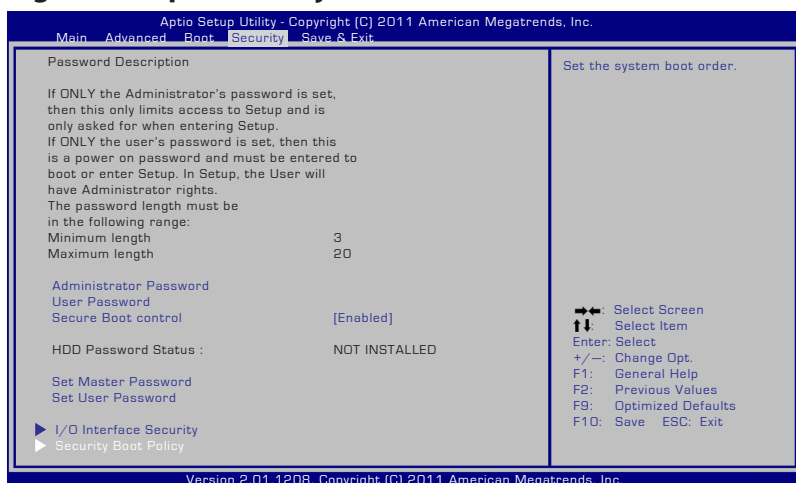 Aptio Setup Utility - Copyright (C) 2011 American Megatrends, Inc.
Main Advanced Boot Security Save & Exit
Password Description
If ONLY the Administrator's password is set,
then this only limits access to Setup and is
only asked for when entering Setup.
If ONLY the user's password is set, then this
is a power on password and must be entered to
boot or enter Setup. In Setup, the User will
have Administrator rights.
The password length must be
in the following range:
Minimum length 3
Maximum length 20
Administrator Password
User Password
Secure Boot control [Enabled]
HDD Password Status : NOT INSTALLED
Set Master Password
Set User Password
I/O Interface Security
Security Boot Policy
Set the system boot order.
→←: Select Screen
↑↓: Select Item
Enter: Select
+/—: Change Opt.
F1: General Help
F2: Previous Values
F9: Optimized Defaults
F10: Save ESC: Exit
Version 2.01.1208. Copyright (C) 2011 American Megatrends, Inc.